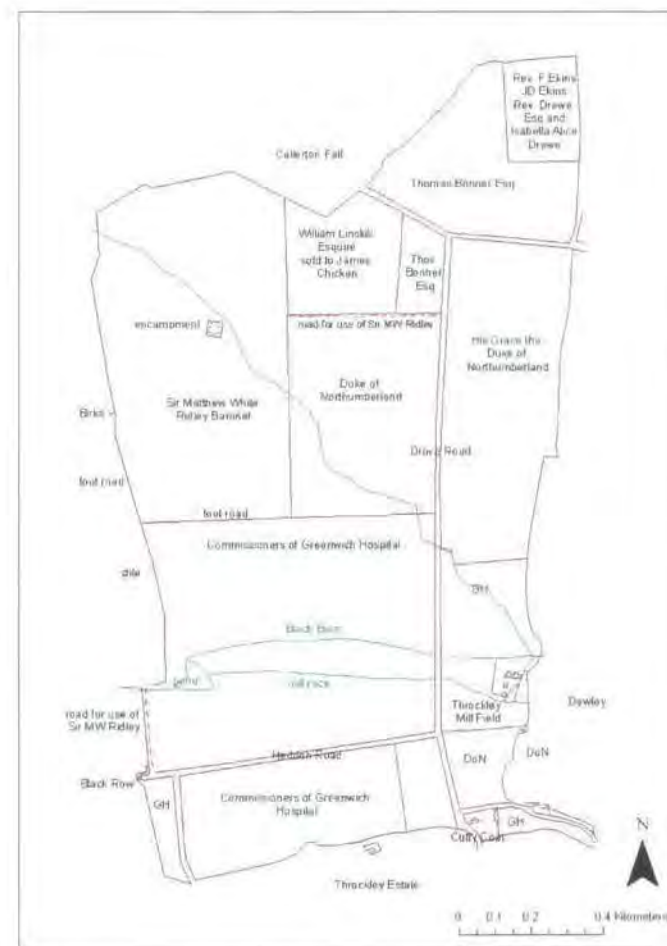 Rev. F Ekins
JD Ekins
Rev. Drewe
Esq and
Isabella Alice
Drewe
Callerton Fell
Thomas Bonner Esq
William Linskill
Esquire
sold to James
Chicken
Thos
Bonner
Esq
encampment
road for use of Sir MW Ridley
His Grace the
Duke of
Northumberland
Duke of
Northumberland
Sir Matthew White
Ridley Baronet
Birks
Drove Road
foot road
foot road
Commissioners of Greenwich Hospital
dike
GH
Black Burn
pond
mill race
Dewley
Throckley
Mill Field
road for use of
Sir MW Ridley
Heddon Road
DoN
DoN
Black Row
GH
Commissioners of Greenwich
Hospital
GH
Cutty Coat
N
Throckley Estate
0 0.1 0.2 0.4 Kilometers